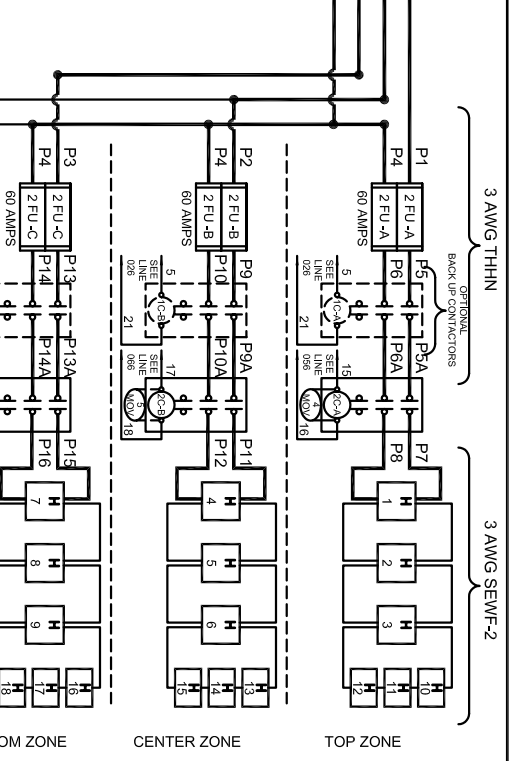 3 AWG THHN
3 AWG SEWF-2
OPTIONAL
BACK UP CONTACTORS
P1
P4
2 FU -A
2 FU -A
60 AMPS
P5
P6
5
SEE
LINE
026
1C-A
21
P5A
P6A
15
SEE
LINE
056
2C-A
4
MOV
16
P7
P8
H
1
H
2
H
3
H
10
H
11
H
12
TOP ZONE
P2
P4
2 FU -B
2 FU -B
60 AMPS
P9
P10
5
SEE
LINE
026
1C-B
21
P9A
P10A
17
SEE
LINE
066
2C-B
5
MOV
18
P11
P12
H
4
H
5
H
6
H
13
H
14
H
15
CENTER ZONE
P3
P4
2 FU -C
2 FU -C
60 AMPS
P13
P14
P13A
P14A
P15
P16
H
7
H
8
H
9
H
16
H
17
H
18
OM ZONE